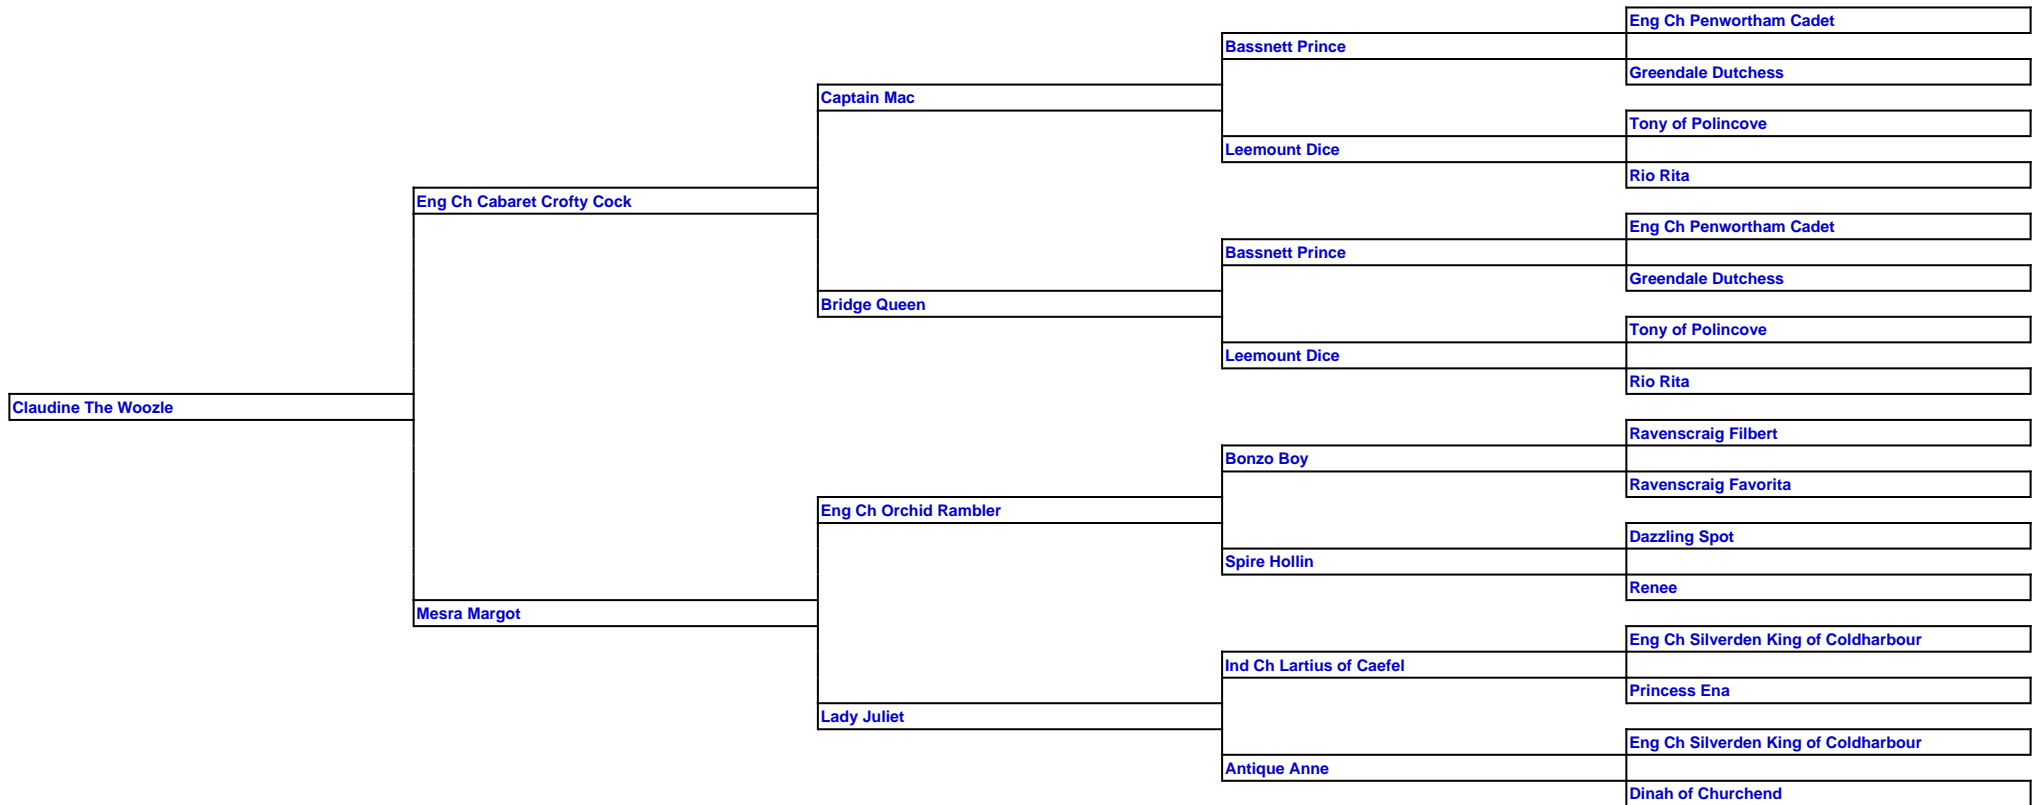 Eng Ch Penwortham Cadet
Bassnett Prince
Greendale Dutchess
Captain Mac
Tony of Polincove
Leemount Dice
Rio Rita
Eng Ch Cabaret Crofty Cock
Eng Ch Penwortham Cadet
Bassnett Prince
Greendale Dutchess
Bridge Queen
Tony of Polincove
Leemount Dice
Rio Rita
Claudine The Woozle
Ravenscraig Filbert
Bonzo Boy
Ravenscraig Favorita
Eng Ch Orchid Rambler
Dazzling Spot
Spire Hollin
Renee
Mesra Margot
Eng Ch Silverden King of Coldharbour
Ind Ch Lartius of Caefel
Princess Ena
Lady Juliet
Eng Ch Silverden King of Coldharbour
Antique Anne
Dinah of Churchend